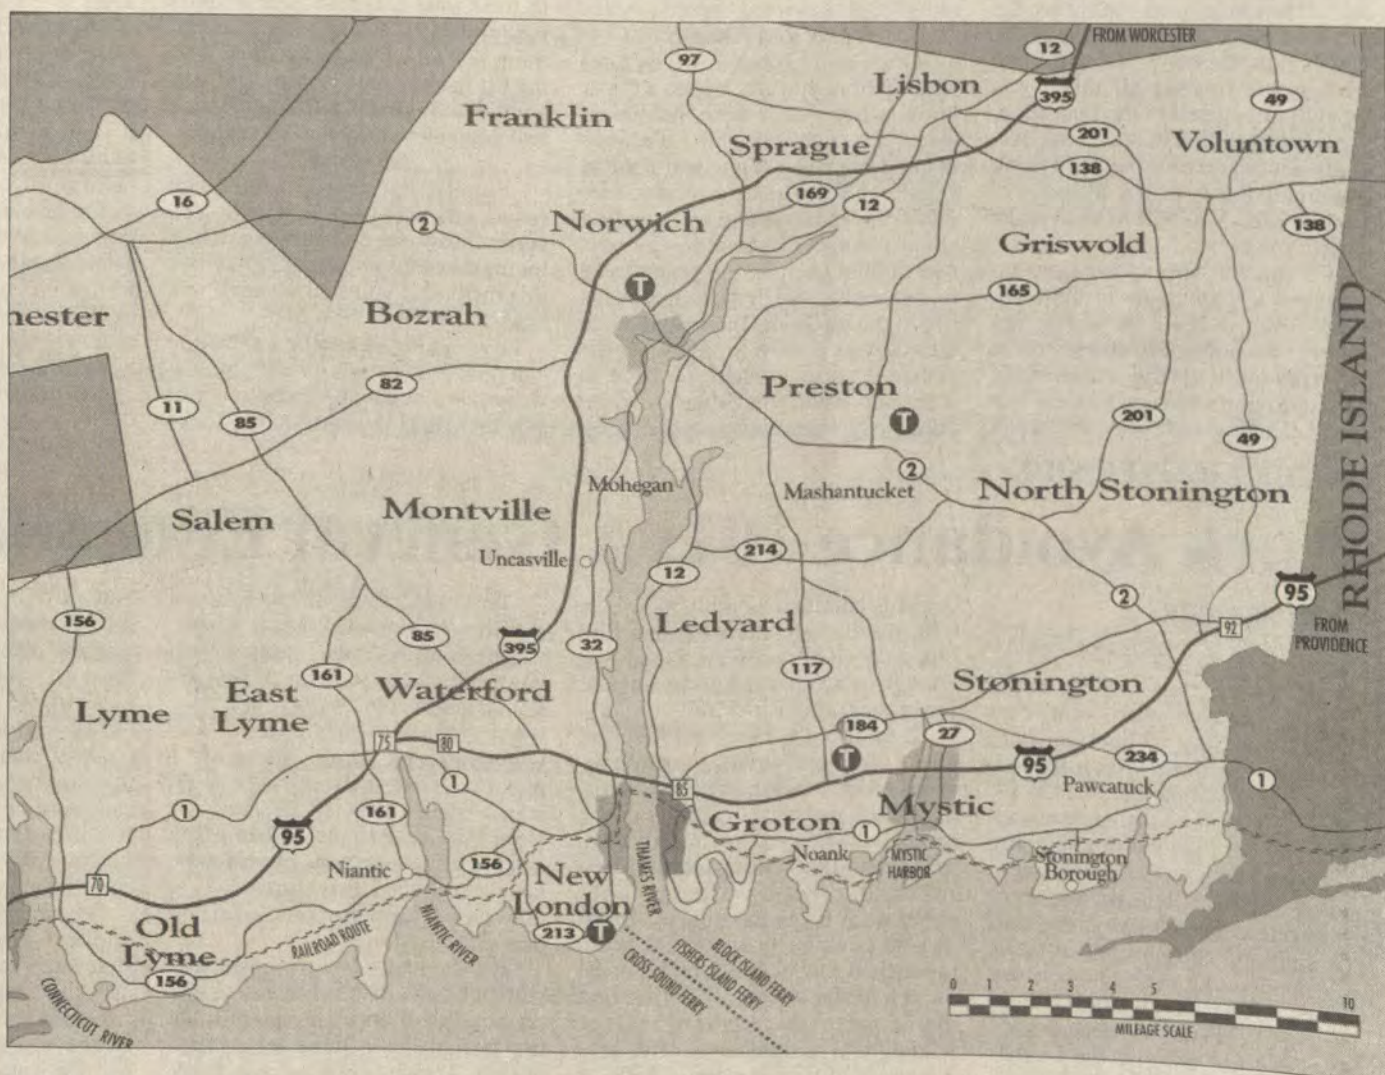 FROM WORCESTER
12
97
395
Lisbon
49
Franklin
201
Voluntown
Sprague
138
169
16
12
2
Norwich
138
Griswold
T
165
hester
Bozrah
82
Preston
11
85
T
201
49
2
RHODE ISLAND
Mohegan
Mashantucket
North Stonington
Salem
Montville
Uncasville
214
12
95
2
156
Ledyard
92
FROM
PROVIDENCE
85
395
32
161
117
Stonington
East
Lyme
Waterford
Lyme
184
27
75
80
T
95
234
85
Pawcatuck
1
1
1
161
Mystic
95
Groton
1
Noank
MYSTIC
HARBOR
Stonington
Borough
Niantic
156
THAMES RIVER
70
New
London
Old
Lyme
213
T
RAILROAD ROUTE
NIANTIC RIVER
156
BLOCK ISLAND FERRY
FISHERS ISLAND FERRY
CROSS SOUND FERRY
CONNECTICUT RIVER
0 1 2 3 4 5 10
MILEAGE SCALE